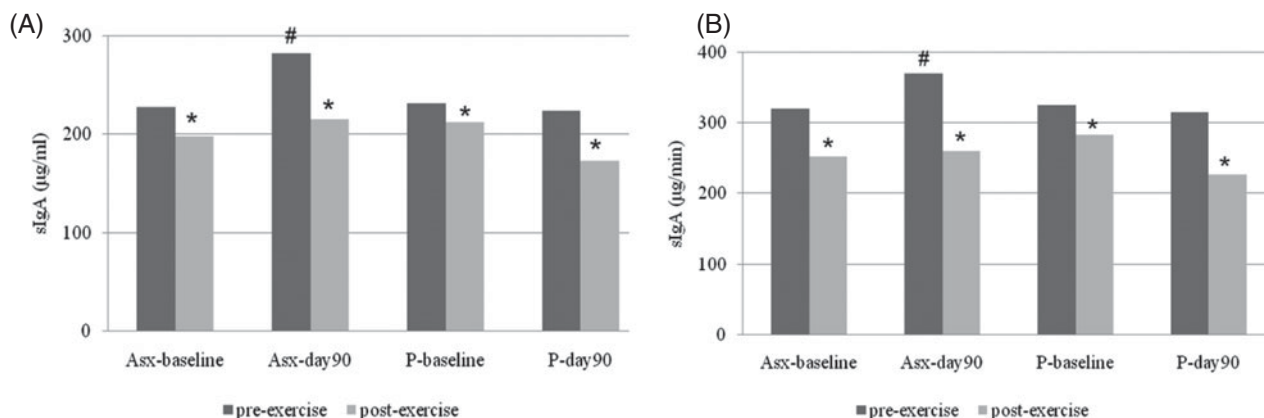 (A)
300
200
100
0
sIgA (µg/ml)
#
*
*
*
*
Asx-baseline Asx-day90 P-baseline P-day90
pre-exercise post-exercise
(B)
400
300
200
100
0
sIgA (µg/min)
#
*
*
*
*
Asx-baseline Asx-day90 P-baseline P-day90
pre-exercise post-exercise